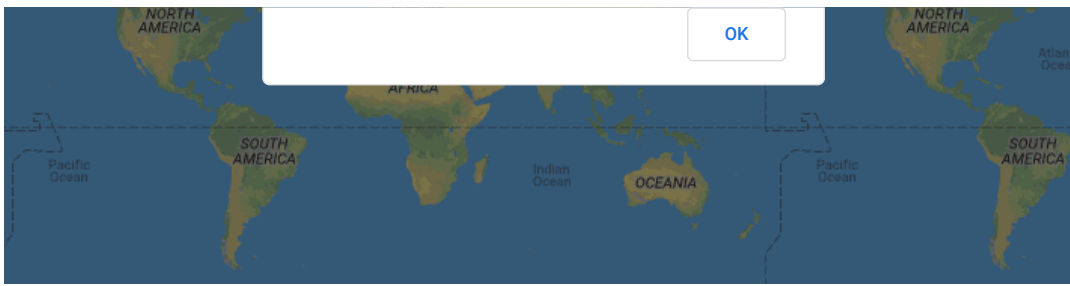 NORTH
AMERICA
OK
NORTH
AMERICA
Atlan
Ocea
AFRICA
SOUTH
AMERICA
Pacific
Ocean
Indian
Ocean
OCEANIA
Pacific
Ocean
SOUTH
AMERICA